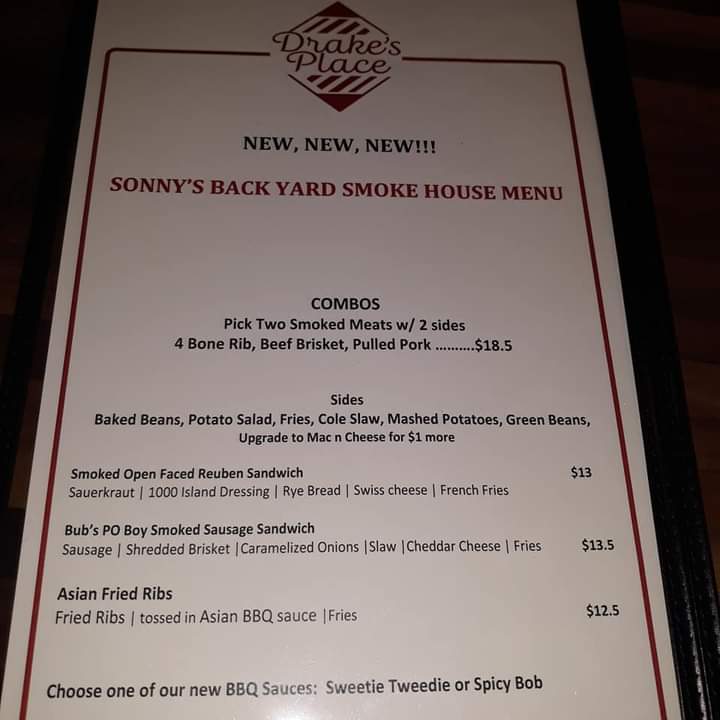 Drake's
Place
NEW, NEW, NEW!!!
SONNY'S BACK YARD SMOKE HOUSE MENU
COMBOS
Pick Two Smoked Meats w/ 2 sides
4 Bone Rib, Beef Brisket, Pulled Pork ..........$18.5
Sides
Baked Beans, Potato Salad, Fries, Cole Slaw, Mashed Potatoes, Green Beans,
Upgrade to Mac n Cheese for $1 more
Smoked Open Faced Reuben Sandwich $13
Sauerkraut | 1000 Island Dressing | Rye Bread | Swiss cheese | French Fries
Bub's PO Boy Smoked Sausage Sandwich
Sausage | Shredded Brisket |Caramelized Onions |Slaw |Cheddar Cheese | Fries $13.5
Asian Fried Ribs
Fried Ribs | tossed in Asian BBQ sauce |Fries $12.5
Choose one of our new BBQ Sauces: Sweetie Tweedie or Spicy Bob